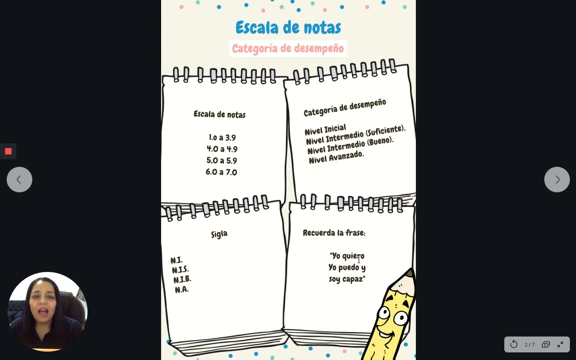 Escala de notas
Categoría de desempeño
Escala de notas
1.0 a 3.9
4.0 a 4.9
5.0 a 5.9
6.0 a 7.0
Categoría de desempeño
Nivel Inicial
Nivel Intermedio (Suficiente).
Nivel Intermedio (Bueno).
Nivel Avanzado.
Sigla
N.I.
N.I.S.
N.I.B.
N.A.
Recuerda la frase:
"Yo quiero
Yo puedo y
soy capaz"
2/7